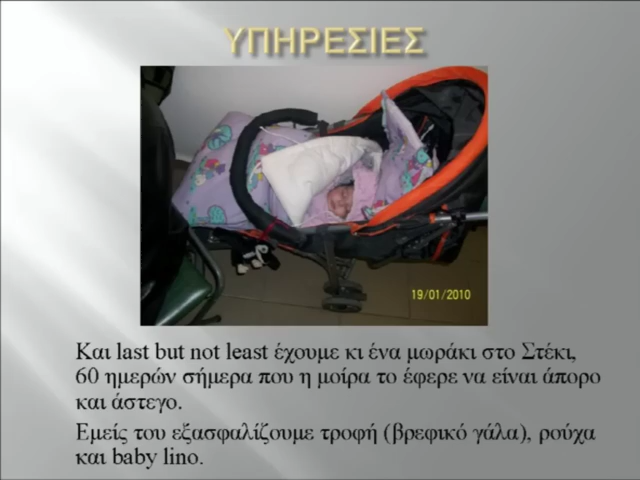 ΥΠΗΡΕΣΙΕΣ
19/01/2010
Και last but not least έχουμε κι ένα μωράκι στο Στέκι,
60 ημερών σήμερα που η μοίρα το έφερε να είναι άπορο
και άστεγο.
Εμείς του εξασφαλίζουμε τροφή (βρεφικό γάλα), ρούχα
και baby lino.